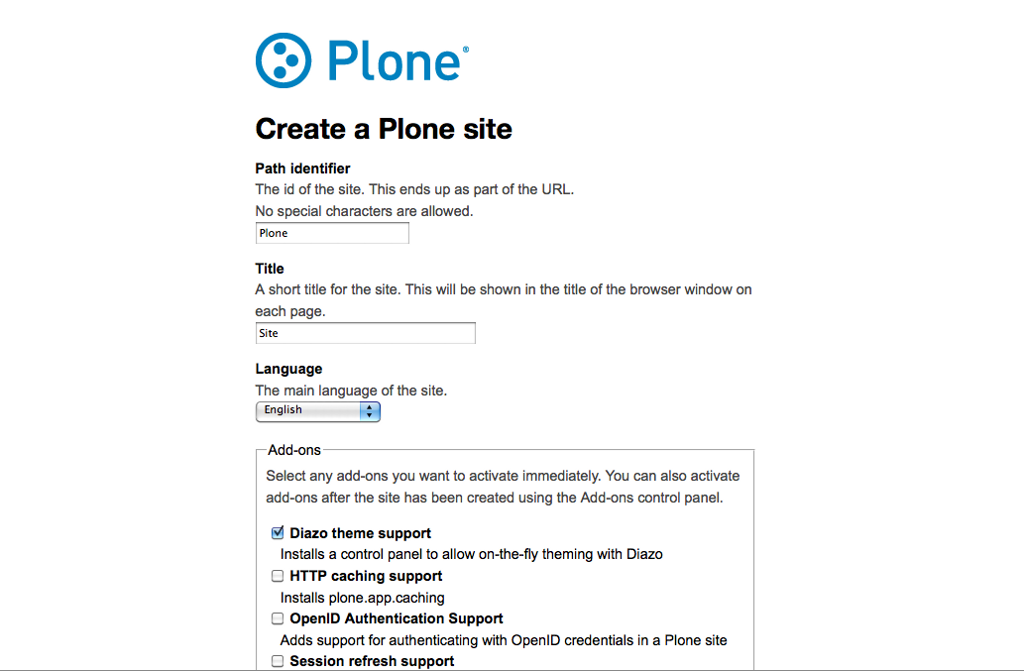 Plone®
Create a Plone site
Path identifier
The id of the site. This ends up as part of the URL.
No special characters are allowed.
Plone
Title
A short title for the site. This will be shown in the title of the browser window on
each page.
Site
Language
The main language of the site.
English
Add-ons
Select any add-ons you want to activate immediately. You can also activate
add-ons after the site has been created using the Add-ons control panel.
Diazo theme support
Installs a control panel to allow on-the-fly theming with Diazo
HTTP caching support
Installs plone.app.caching
OpenID Authentication Support
Adds support for authenticating with OpenID credentials in a Plone site
Session refresh support